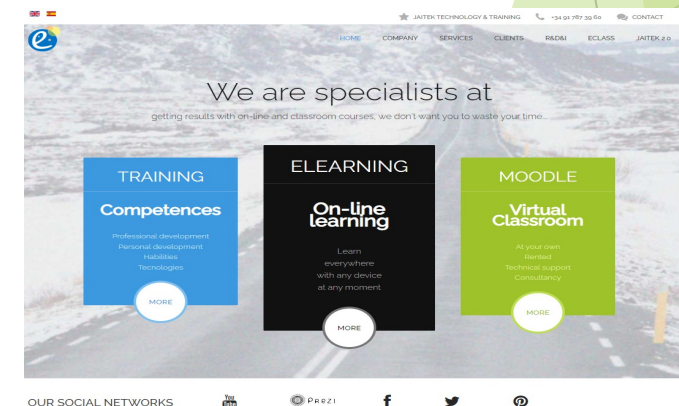 JAITEK TECHNOLOGY & TRAINING +34 91 787 39 60 CONTACT
e
HOME COMPANY SERVICES CLIENTS R&D&I ECLASS JAITEK 2.0
We are specialists at
getting results with on-line and classroom courses, we don't want you to waste your time...
TRAINING
Competences
Professional development
Personal development
Habilities
Tecnologies
MORE
ELEARNING
On-line
learning
Learn
everywhere
with any device
at any moment
MORE
MOODLE
Virtual
Classroom
At your own
Rented
Technical support
Consultancy
MORE
OUR SOCIAL NETWORKS You Tube Prezi f